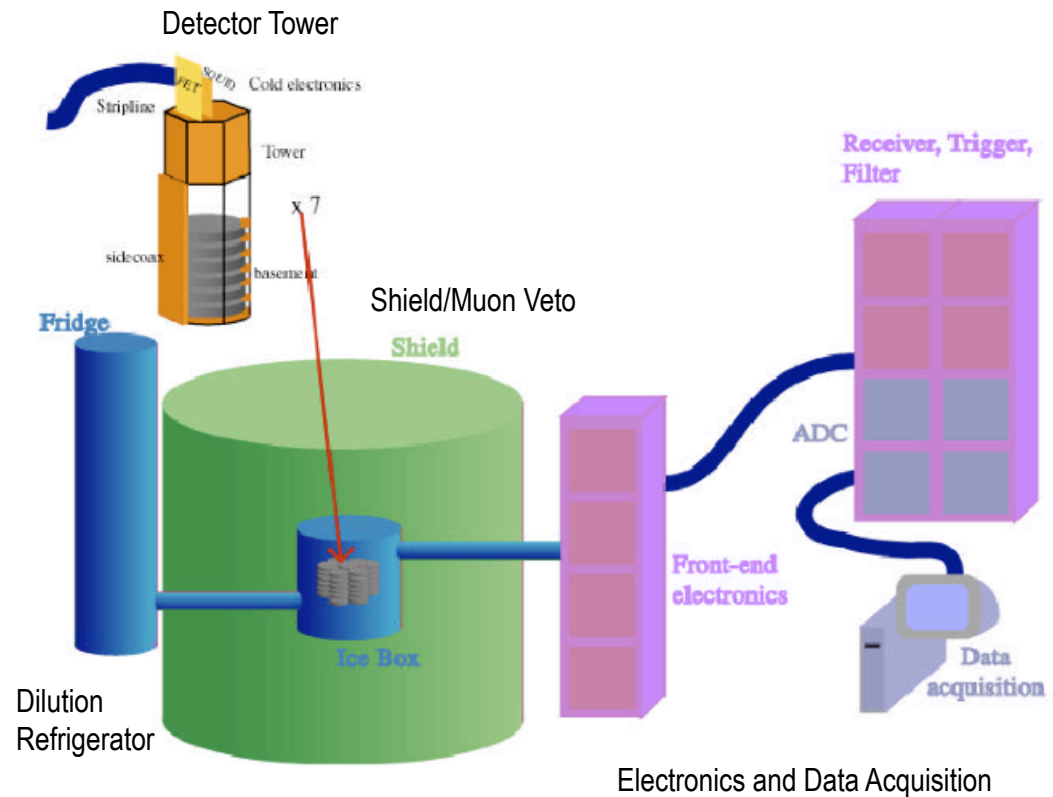 Detector Tower
FET
SQUID
Cold electronics
Stripline
Tower
x 7
sidecoax
basement
Shield/Muon Veto
Fridge
Shield
Receiver, Trigger,
Filter
ADC
Front-end
electronics
Ice Box
Data
acquisition
Dilution
Refrigerator
Electronics and Data Acquisition